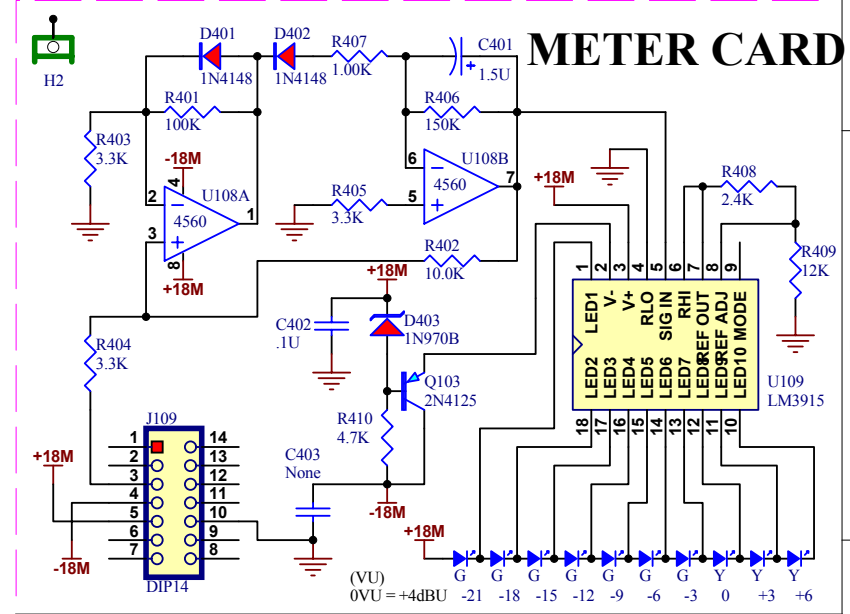 METER CARD
H2
D401
1N4148
D402
1N4148
R407
1.00K
C401
+
1.5U
R401
100K
R406
150K
R403
3.3K
-18M
4
U108A
2
4560
1
3
8
+18M
6
U108B
4560
7
5
R405
3.3K
R402
10.0K
+18M
R408
2.4K
R409
12K
1 2 3 4 5 6 7 8 9
LED1
V-
V+
RLO
SIG IN
RHI
REF OUT
REF ADJ
MODE
LED2
LED3
LED4
LED5
LED6
LED7
LED8
LED9
LED10
18 17 16 15 14 13 12 11 10
U109
LM3915
+18M
C402
.1U
D403
1N970B
Q103
2N4125
R410
4.7K
-18M
C403
None
R404
3.3K
J109
1 14
2 13
3 12
4 11
5 10
6 9
7 8
DIP14
+18M
-18M
+18M
G G G G G G G Y Y Y
(VU)
0VU = +4dBU
-21 -18 -15 -12 -9 -6 -3 0 +3 +6